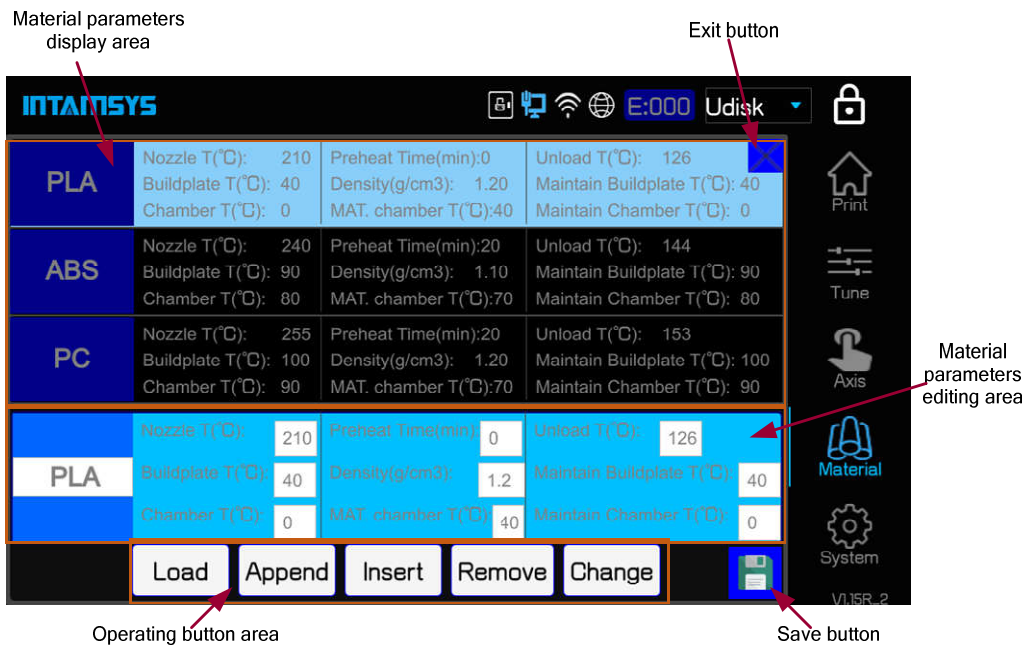 Material parameters
display area
Exit button
INTAMSYS
E:000
Udisk
PLA
Nozzle T(℃): 210
Preheat Time(min):0
Unload T(℃): 126
Buildplate T(℃): 40
Density(g/cm3): 1.20
Maintain Buildplate T(℃): 40
Chamber T(℃): 0
MAT. chamber T(℃):40
Maintain Chamber T(℃): 0
Print
ABS
Nozzle T(℃): 240
Preheat Time(min):20
Unload T(℃): 144
Buildplate T(℃): 90
Density(g/cm3): 1.10
Maintain Buildplate T(℃): 90
Chamber T(℃): 80
MAT. chamber T(℃):70
Maintain Chamber T(℃): 80
Tune
PC
Nozzle T(℃): 255
Preheat Time(min):20
Unload T(℃): 153
Buildplate T(℃): 100
Density(g/cm3): 1.20
Maintain Buildplate T(℃): 100
Chamber T(℃): 90
MAT. chamber T(℃):70
Maintain Chamber T(℃): 90
Axis
Material
parameters
editing area
PLA
Nozzle T(℃): 210
Preheat Time(min): 0
Unload T(℃): 126
Buildplate T(℃): 40
Density(g/cm3): 1.2
Maintain Buildplate T(℃): 40
Chamber T(℃): 0
MAT. chamber T(℃): 40
Maintain Chamber T(℃): 0
Material
System
Load
Append
Insert
Remove
Change
V1.15R_2
Operating button area
Save button